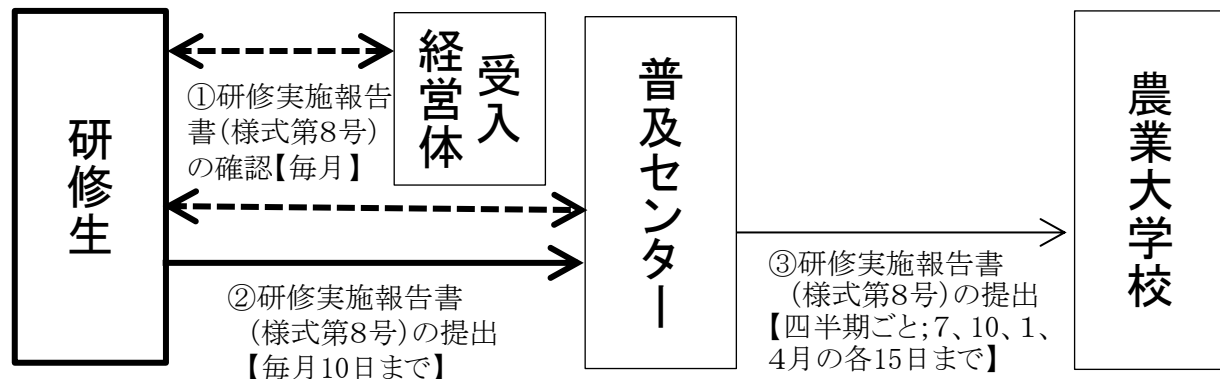 研修生
①研修実施報告
書(様式第8号)
の確認【毎月】
受入
経営体
②研修実施報告書
(様式第8号)の提出
【毎月10日まで】
普及センター
③研修実施報告書
(様式第8号)の提出
【四半期ごと;7、10、1、
4月の各15日まで】
農業大学校